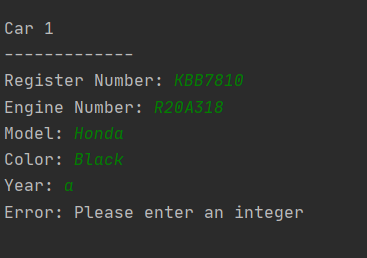 Car 1
-------------
Register Number: KBB7810
Engine Number: R20A318
Model: Honda
Color: Black
Year: a
Error: Please enter an integer